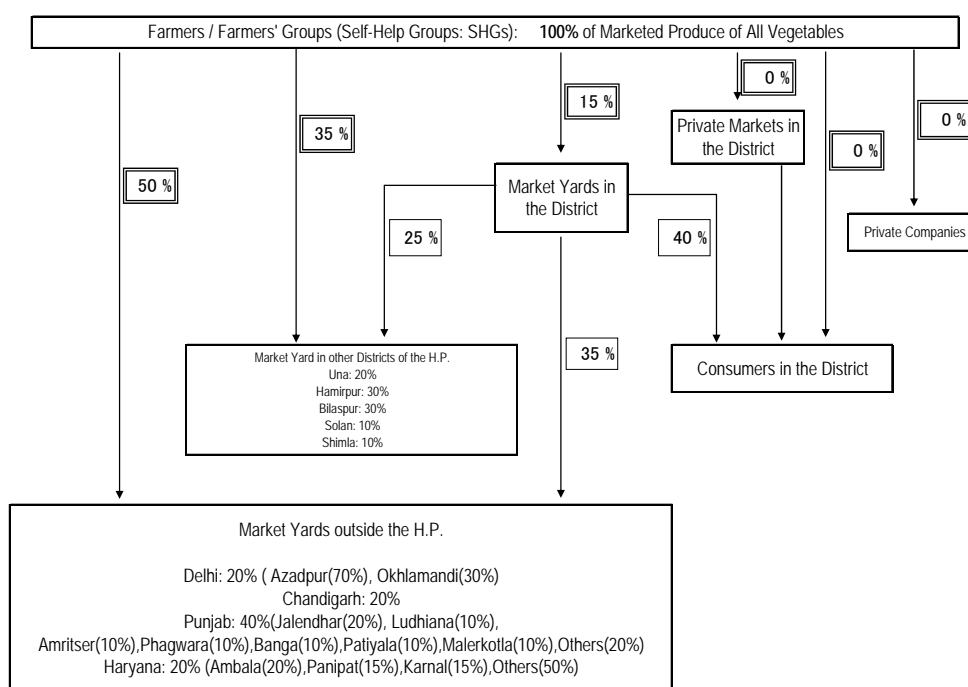 Farmers / Farmers' Groups (Self-Help Groups: SHGs): 100% of Marketed Produce of All Vegetables
0 %
15 %
0 %
35 %
Private Markets in
the District
0 %
50 %
Market Yards in
the District
Private Companies
25 %
40 %
35 %
Market Yard in other Districts of the H.P.
Una: 20%
Hamirpur: 30%
Bilaspur: 30%
Solan: 10%
Shimla: 10%
Consumers in the District
Market Yards outside the H.P.
Delhi: 20% ( Azadpur(70%), Okhlamandi(30%)
Chandigarh: 20%
Punjab: 40%(Jalendhar(20%), Ludhiana(10%),
Amritser(10%),Phagwara(10%),Banga(10%),Patiyala(10%),Malerkotla(10%),Others(20%)
Haryana: 20% (Ambala(20%),Panipat(15%),Karnal(15%),Others(50%)